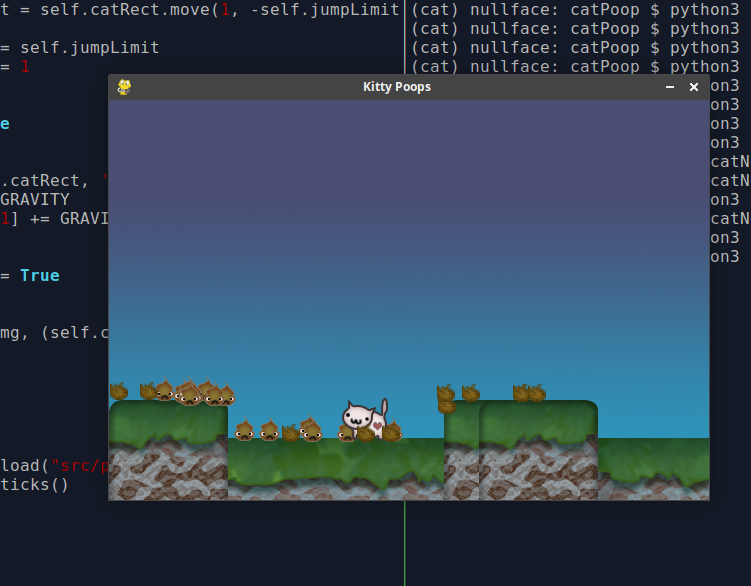 t = self.catRect.move(1, -self.jumpLimit
= self.jumpLimit
= 1
e
.catRect, '
GRAVITY
1] += GRAVI
= True
mg, (self.c
load("src/p
ticks()
(cat) nullface: catPoop $ python3
(cat) nullface: catPoop $ python3
(cat) nullface: catPoop $ python3
(cat) nullface: catPoop $ python3
on3
on3
on3
on3
catN
catN
on3
catN
on3
on3
Kitty Poops